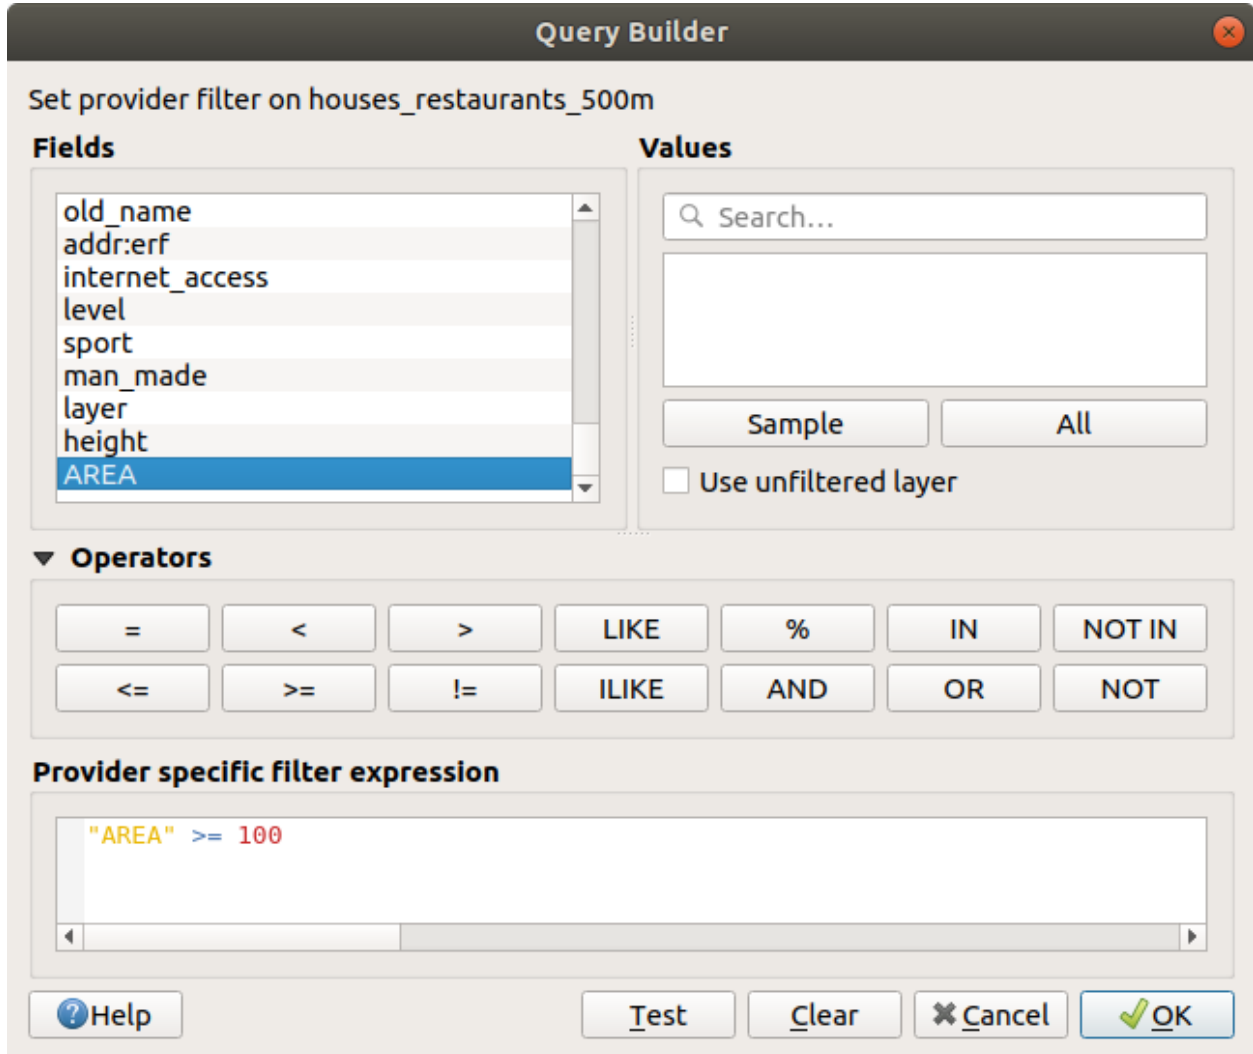 Query Builder
Set provider filter on houses_restaurants_500m
Fields
Values
old_name
addr:erf
internet_access
level
sport
man_made
layer
height
AREA
Search...
Sample All
Use unfiltered layer
Operators
= < > LIKE % IN NOT IN
<= >= != ILIKE AND OR NOT
Provider specific filter expression
"AREA" >= 100
Help Test Clear Cancel OK